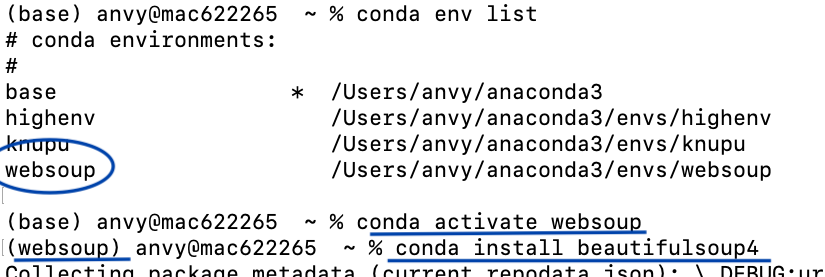 (base) anvy@mac622265 ~ % conda env list
# conda environments:
#
base * /Users/anvy/anaconda3
highenv /Users/anvy/anaconda3/envs/highenv
knupu /Users/anvy/anaconda3/envs/knupu
websoup /Users/anvy/anaconda3/envs/websoup
(base) anvy@mac622265 ~ % conda activate websoup
(websoup) anvy@mac622265 ~ % conda install beautifulsoup4
Collecting package metadata (current_repodata.json): \ DEBUG:ur